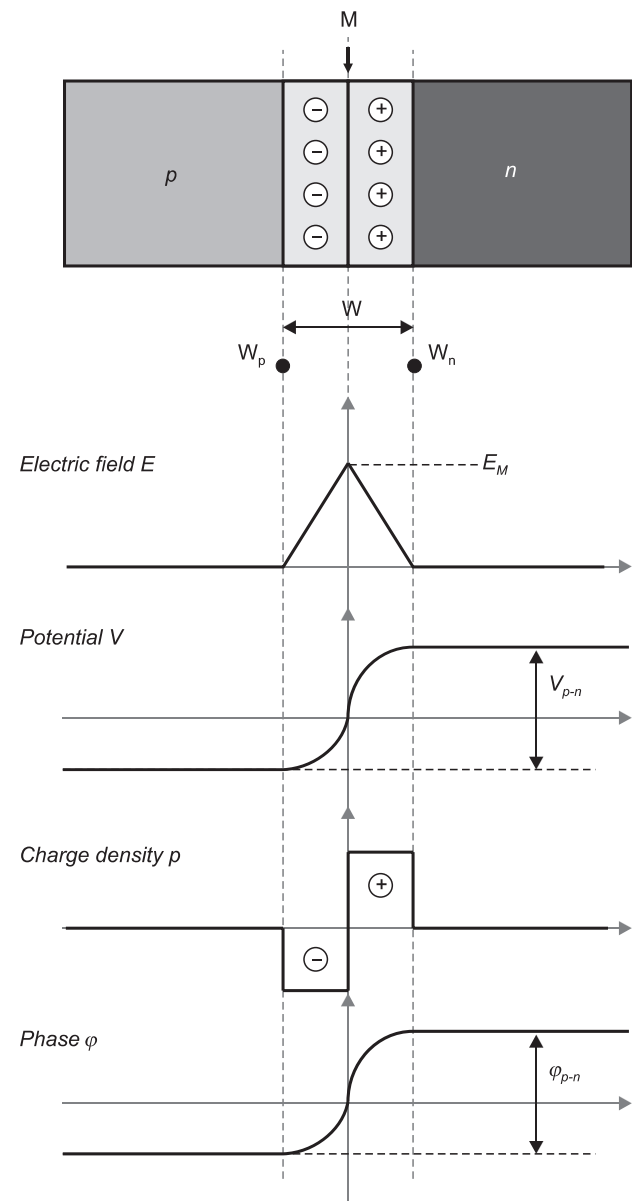 M
− +
− +
− +
− +
p
n
W
Wp Wn
Electric field E
EM
Potential V
Vp-n
Charge density p
+
−
Phase φ
φp-n